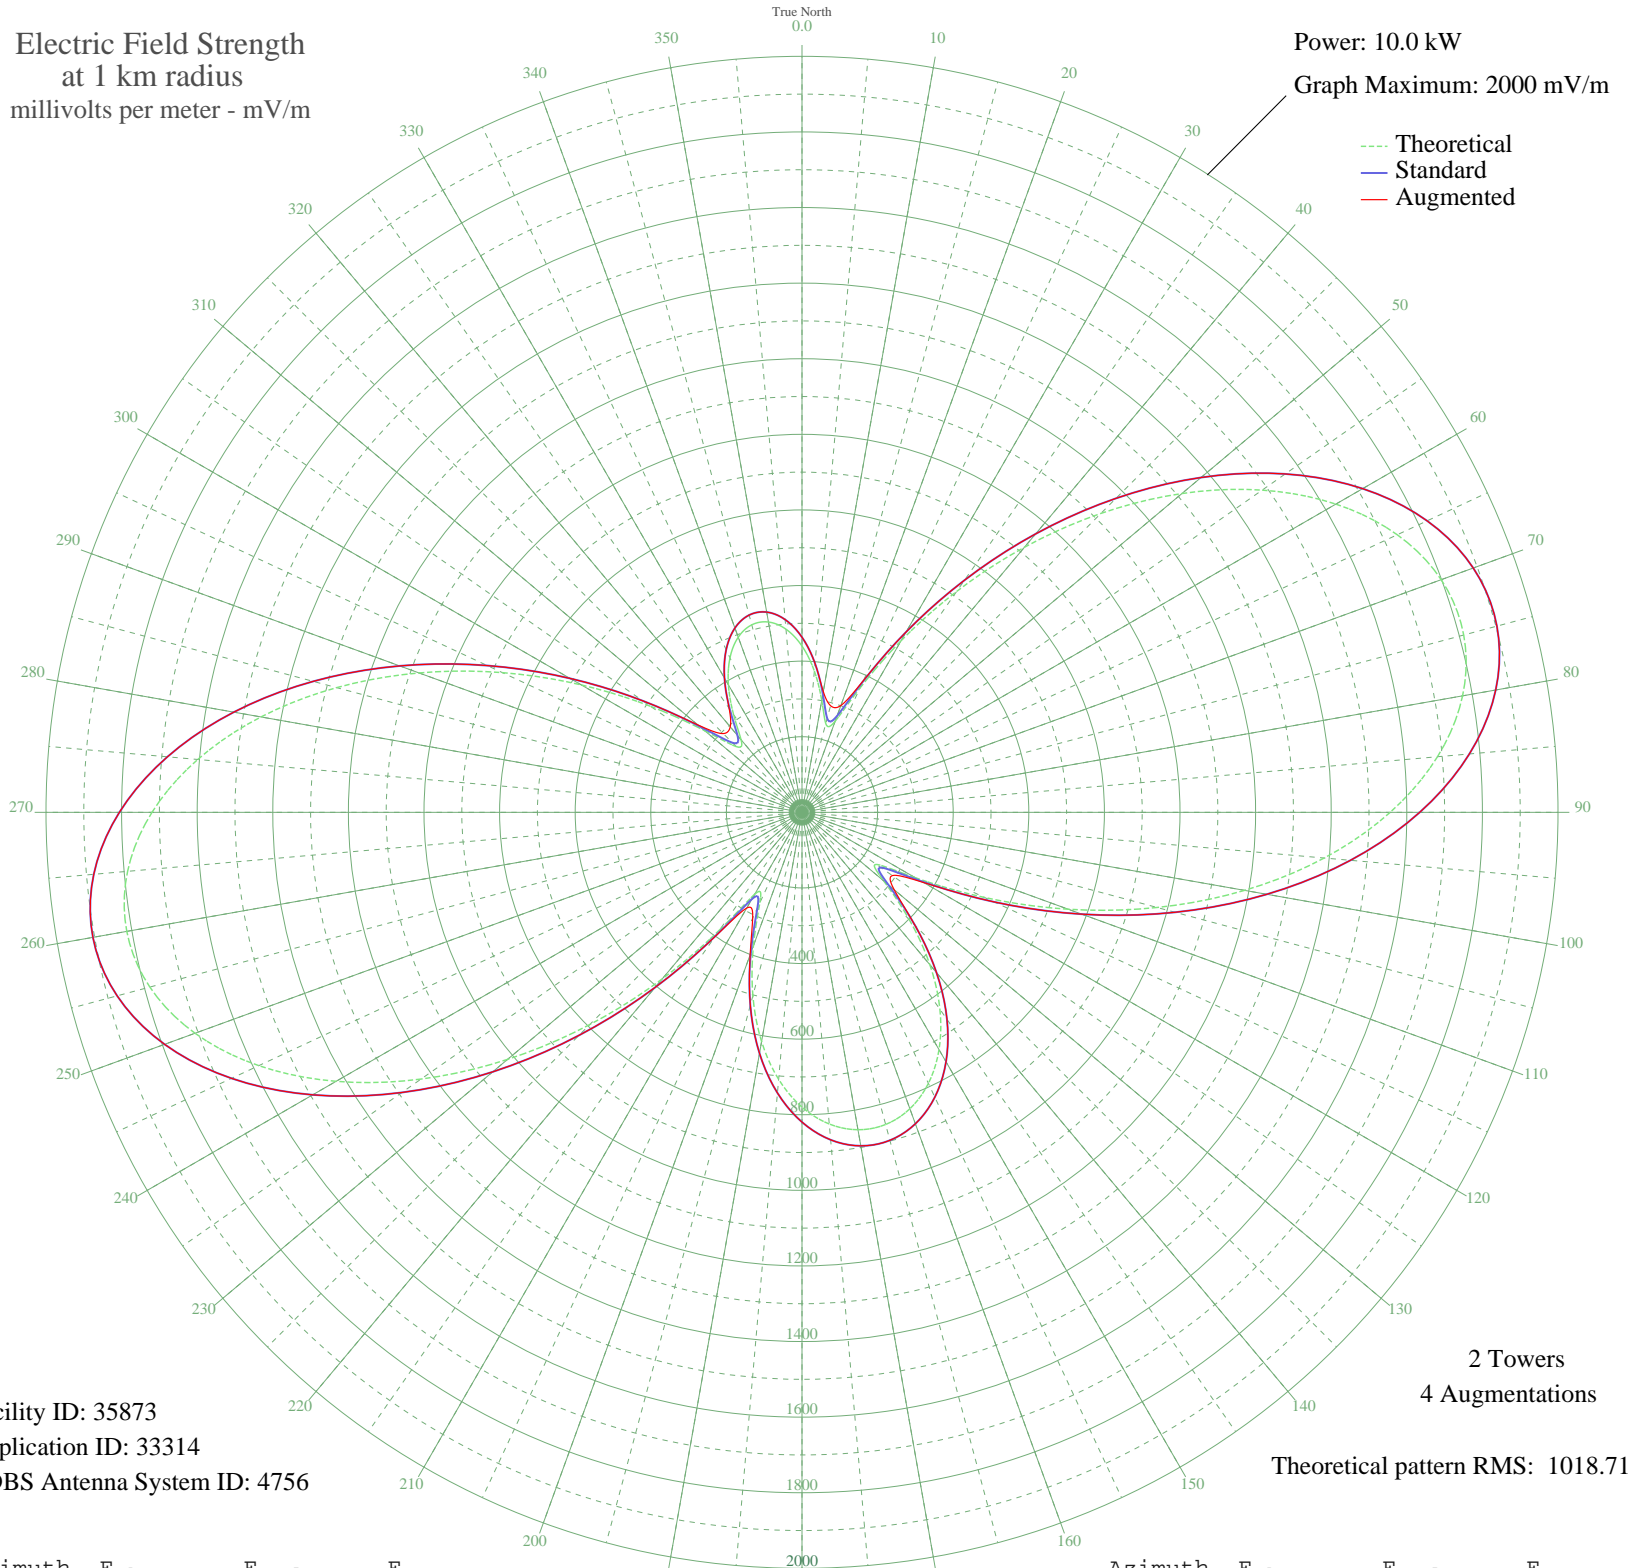 True North
0.0
Electric Field Strength
at 1 km radius
millivolts per meter - mV/m
Power: 10.0 kW
Graph Maximum: 2000 mV/m
Theoretical
Standard
Augmented
10
20
30
40
50
60
70
80
90
100
110
120
130
140
150
160
200
210
220
230
240
250
260
270
280
290
300
310
320
330
340
350
400
600
800
1000
1200
1400
1600
1800
2000
2 Towers
4 Augmentations
Theoretical pattern RMS: 1018.71
cility ID: 35873
plication ID: 33314
DBS Antenna System ID: 4756
imuth E E E
Azimuth E E E